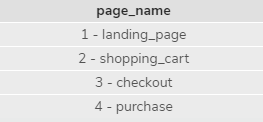 page_name
1 - landing_page
2 - shopping_cart
3 - checkout
4 - purchase